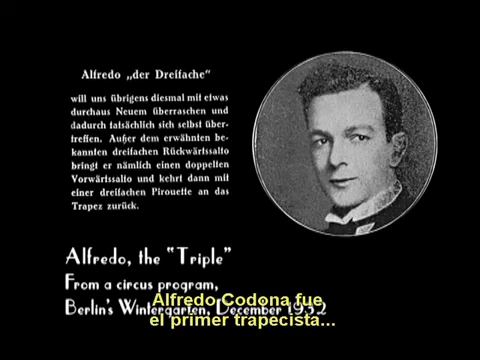 Alfredo „der Dreifache“
will uns übrigens diesmal mit etwas
durchaus Neuem überraschen und
dadurch tatsächlich sich selbst über-
treffen. Außer dem erwähnten be-
kannten dreifachen Rückwärtssalto
bringt er nämlich einen doppelten
Vorwärtssalto und kehrt dann mit
einer dreifachen Pirouette an das
Trapez zurück.
Alfredo, the “Triple”
From a circus program,
Berlin's Wintergarten, December 1932
Alfredo Codona fue
el primer trapecista...